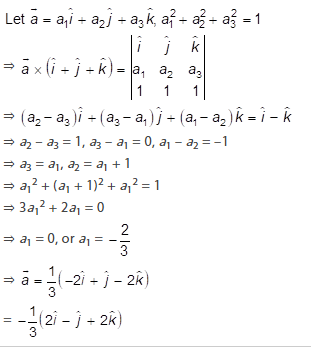 Let a⃗ = a₁î + a₂ĵ + a₃k̂, a₁² + a₂² + a₃² = 1
⇒ a⃗ × (î + ĵ + k̂) = | î ĵ k̂ |
| a₁ a₂ a₃ |
| 1 1 1 |
⇒ (a₂ − a₃)î + (a₃ − a₁)ĵ + (a₁ − a₂)k̂ = î − k̂
⇒ a₂ − a₃ = 1, a₃ − a₁ = 0, a₁ − a₂ = −1
⇒ a₃ = a₁, a₂ = a₁ + 1
⇒ a₁² + (a₁ + 1)² + a₁² = 1
⇒ 3a₁² + 2a₁ = 0
⇒ a₁ = 0, or a₁ = −2/3
⇒ a⃗ = 1/3(−2î + ĵ − 2k̂)
= −1/3(2î − ĵ + 2k̂)